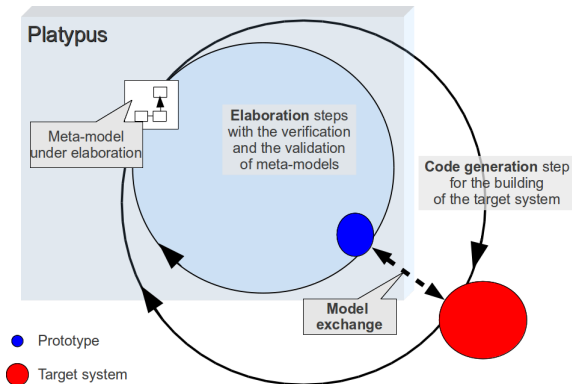 Platypus
Elaboration steps
with the verification
and the validation
of meta-models
Meta-model
under elaboration
Code generation step
for the building
of the target system
Model
exchange
Prototype
Target system